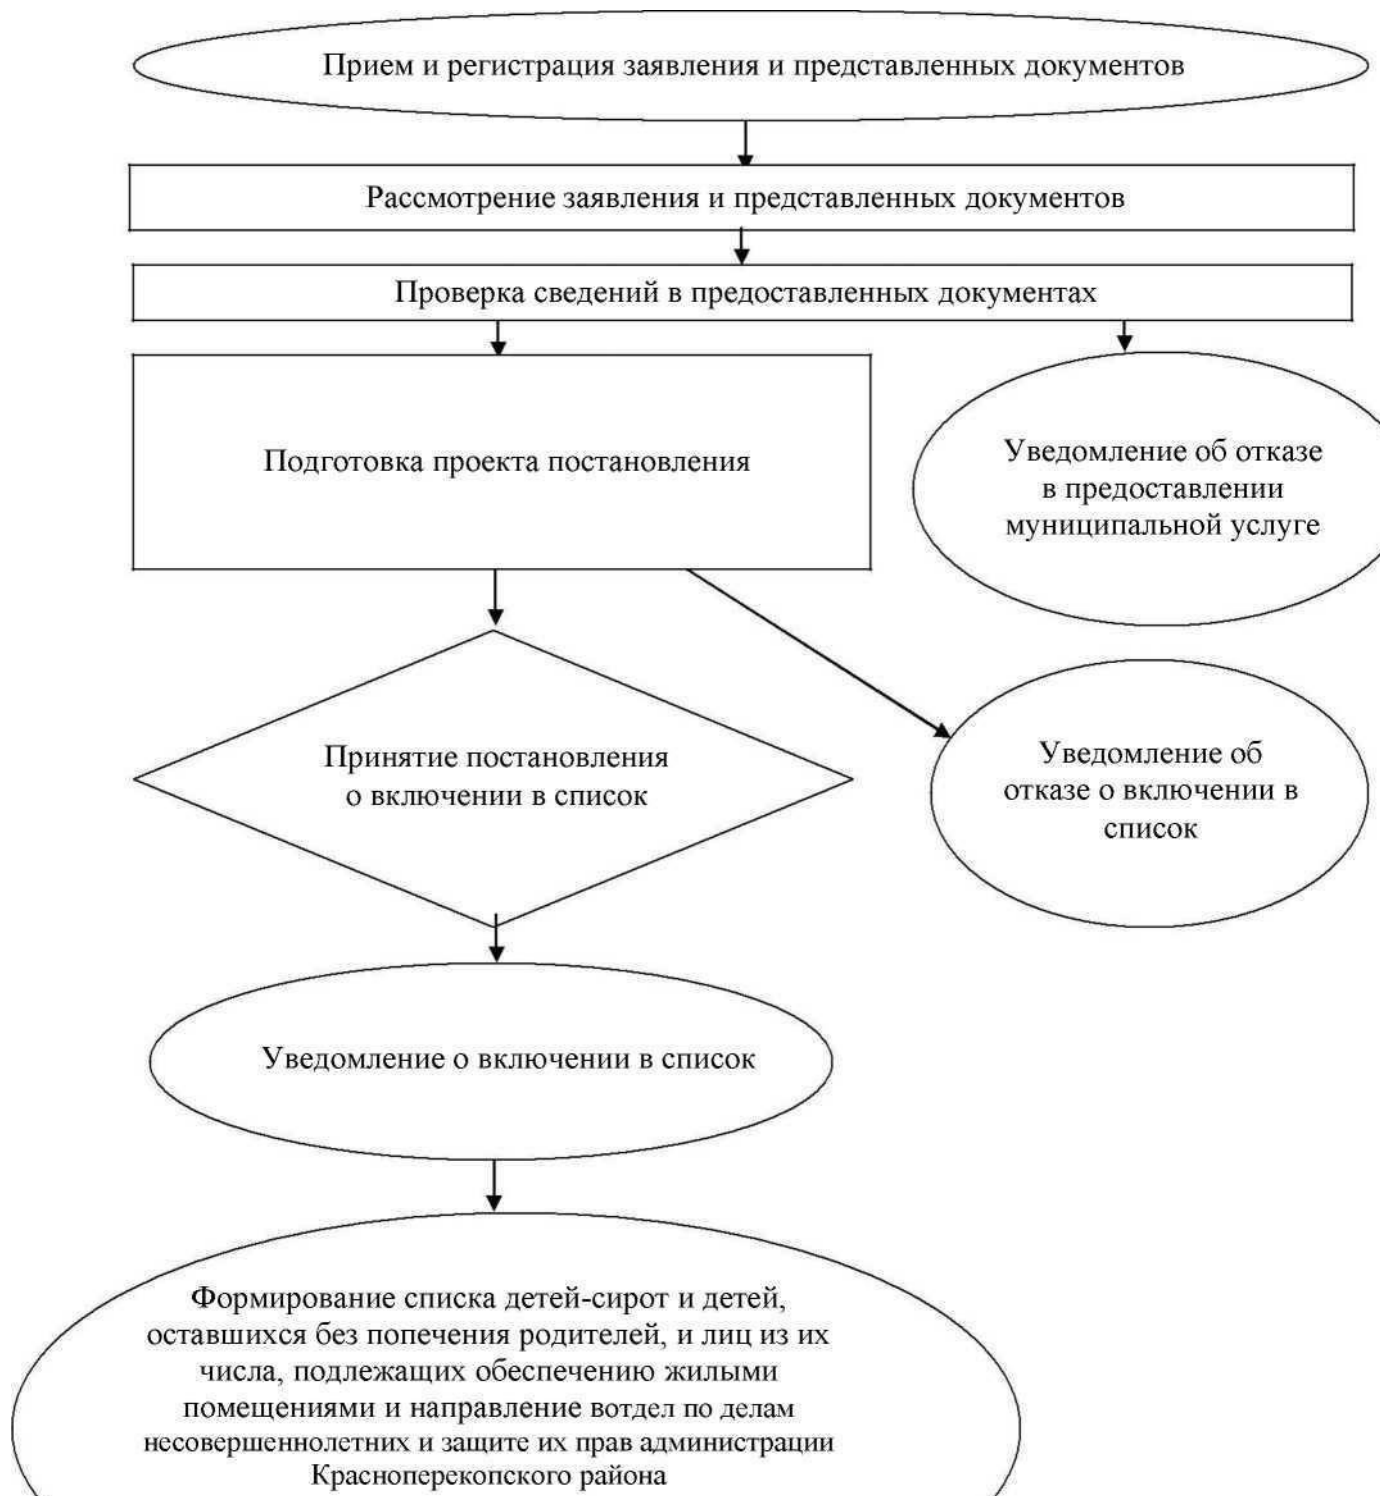 Прием и регистрация заявления и представленных документов
Рассмотрение заявления и представленных документов
Проверка сведений в предоставленных документах
Подготовка проекта постановления
Уведомление об отказе
в предоставлении
муниципальной услуге
Принятие постановления
о включении в список
Уведомление об
отказе о включении в
список
Уведомление о включении в список
Формирование списка детей-сирот и детей,
оставшихся без попечения родителей, и лиц из их
числа, подлежащих обеспечению жилыми
помещениями и направление вотдел по делам
несовершеннолетних и защите их прав администрации
Красноперекопского района